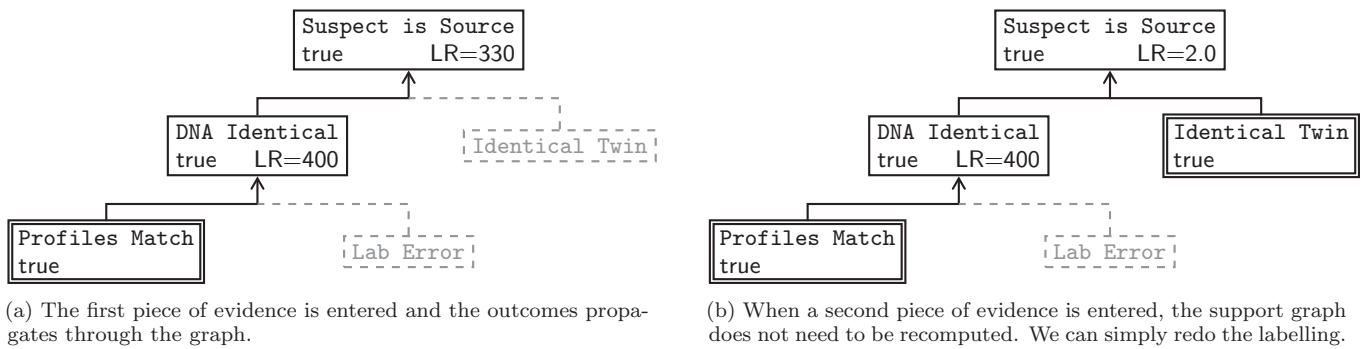 Suspect is Source
true LR=330
DNA Identical
true LR=400
Identical Twin
Profiles Match
true
Lab Error
(a) The first piece of evidence is entered and the outcomes propa-
gates through the graph.
Suspect is Source
true LR=2.0
DNA Identical
true LR=400
Identical Twin
true
Profiles Match
true
Lab Error
(b) When a second piece of evidence is entered, the support graph
does not need to be recomputed. We can simply redo the labelling.